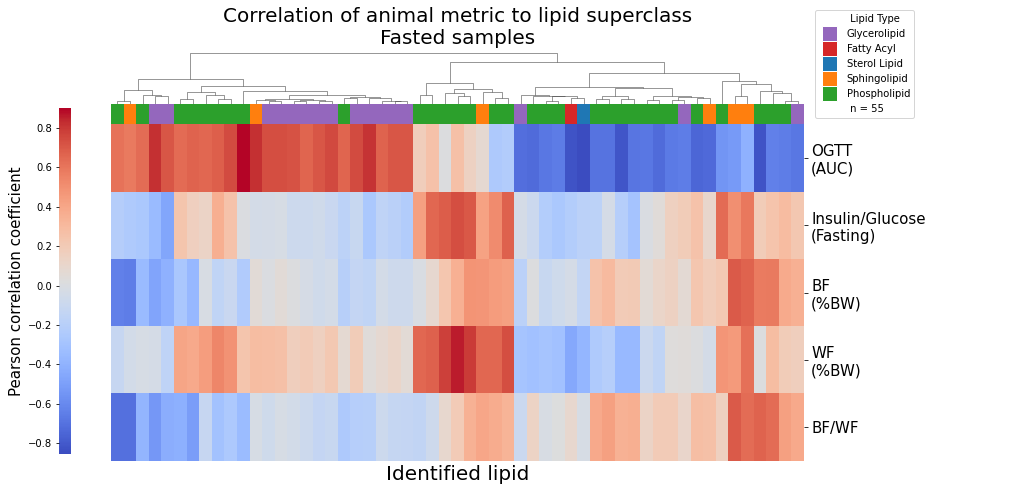 Correlation of animal metric to lipid superclass
Fasted samples
Lipid Type
Glycerolipid
Fatty Acyl
Sterol Lipid
Sphingolipid
Phospholipid
n = 55
Pearson correlation coefficient
0.8
0.6
0.4
0.2
0.0
−0.2
−0.4
−0.6
−0.8
OGTT
(AUC)
Insulin/Glucose
(Fasting)
BF
(%BW)
WF
(%BW)
BF/WF
Identified lipid